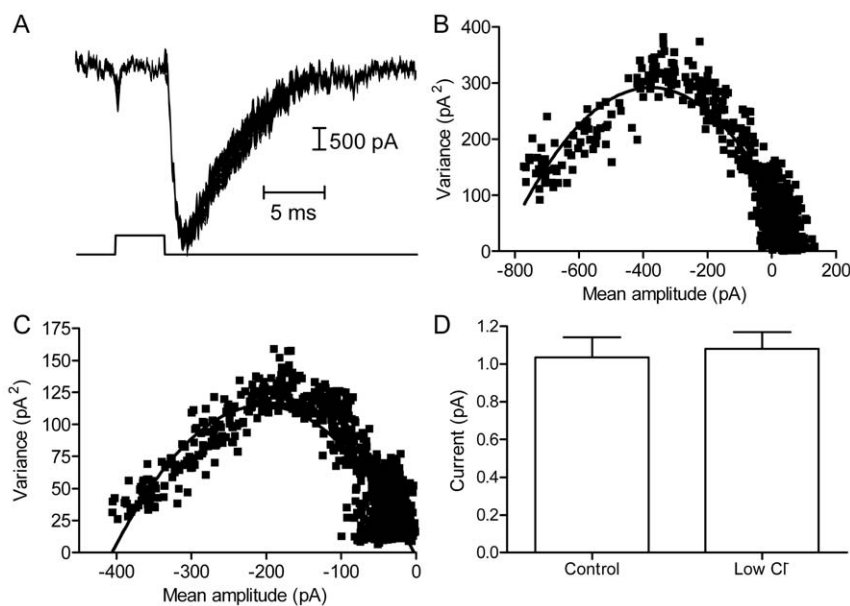 A
500 pA
5 ms
B
Variance (pA²)
400
300
200
100
0
-800 -600 -400 -200 0 200
Mean amplitude (pA)
C
Variance (pA²)
175
150
125
100
75
50
25
0
-400 -300 -200 -100 0
Mean amplitude (pA)
D
Current (pA)
1.2
1.0
0.8
0.6
0.4
0.2
0.0
Control Low Cl⁻